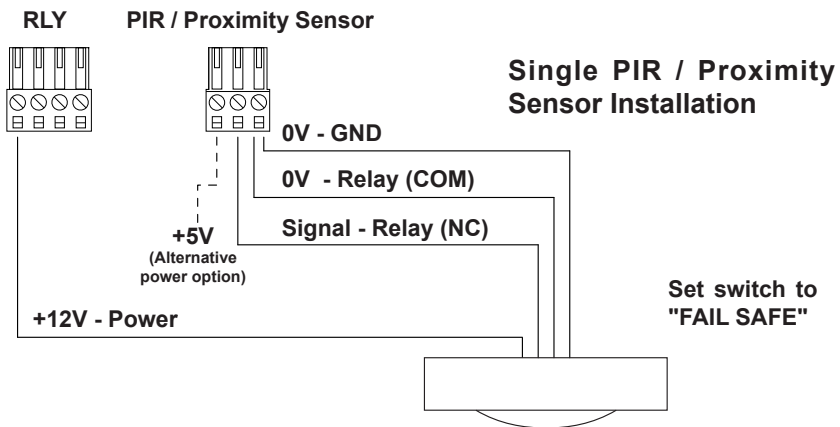 RLY
PIR / Proximity Sensor
Single PIR / Proximity
Sensor Installation
0V - GND
0V - Relay (COM)
Signal - Relay (NC)
+5V
(Alternative
power option)
Set switch to
"FAIL SAFE"
+12V - Power